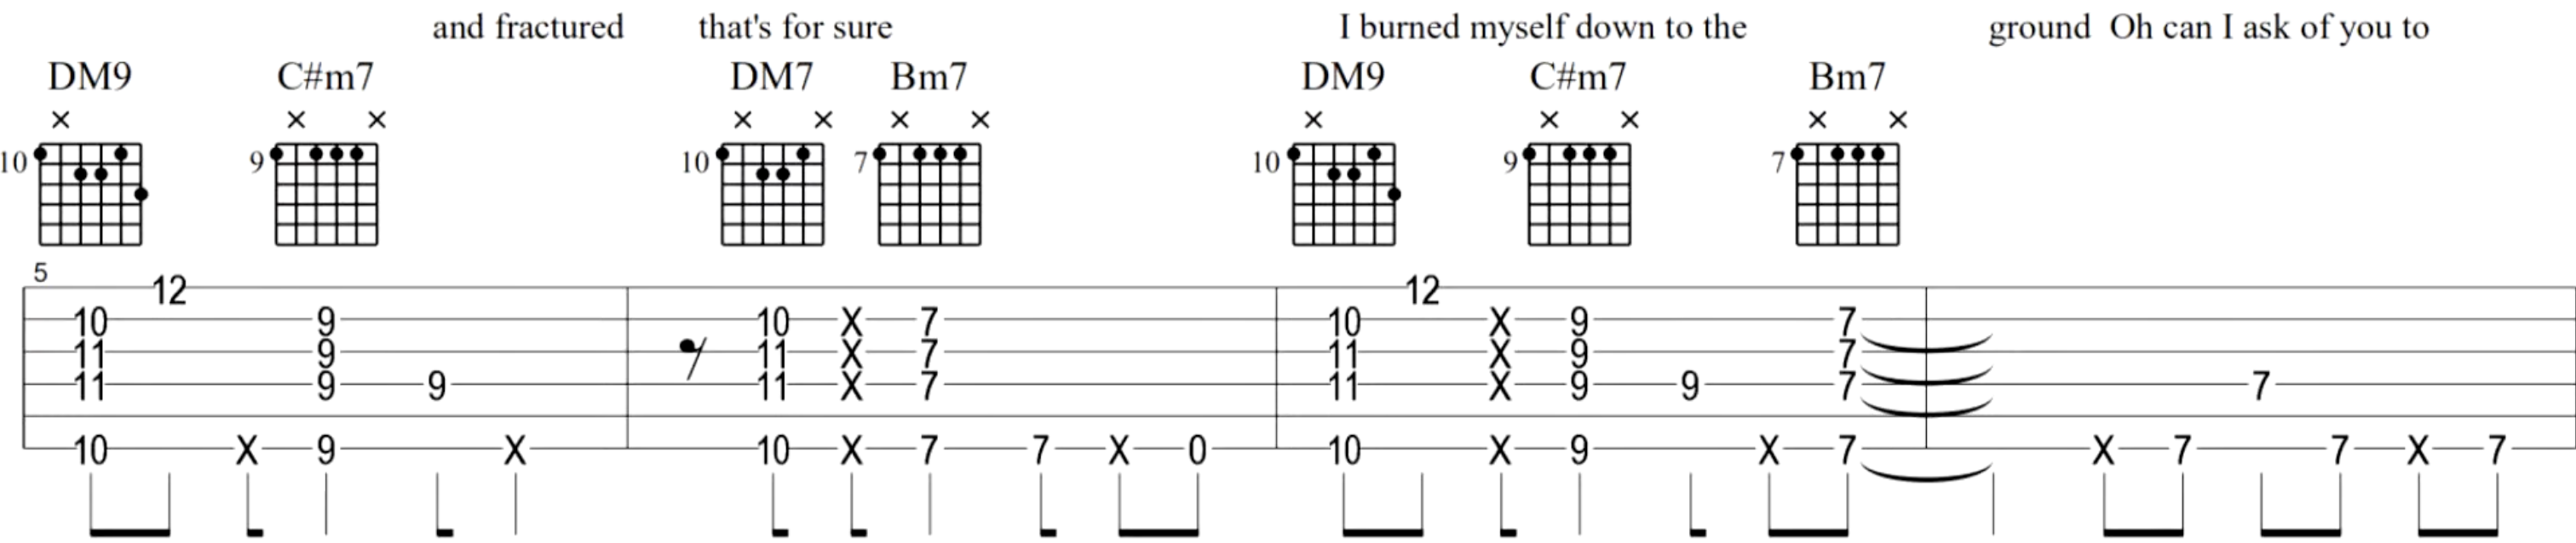 and fractured that's for sure I burned myself down to the ground Oh can I ask of you to
DM9 C#m7 DM7 Bm7 DM9 C#m7 Bm7
× × × × × × × × × × × ×
10 9 10 7 10 9 7
5
12 12
10 9 10 X 7 10 X 9 7
11 9 11 X 7 11 X 9 7
11 9 9 11 X 7 11 X 9 9 7 7
10 X 9 X 10 X 7 7 X 0 10 X 9 X 7 X 7 7 X 7